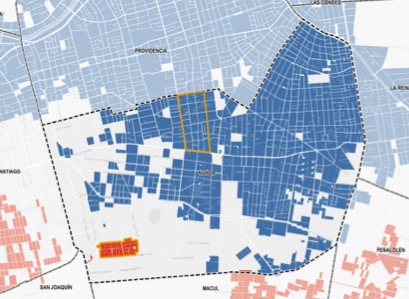 LAS CONDES
PROVIDENCIA
LA REINA
ÑUÑOA
SANTIAGO
PEÑALOLÉN
SAN JOAQUÍN
MACUL